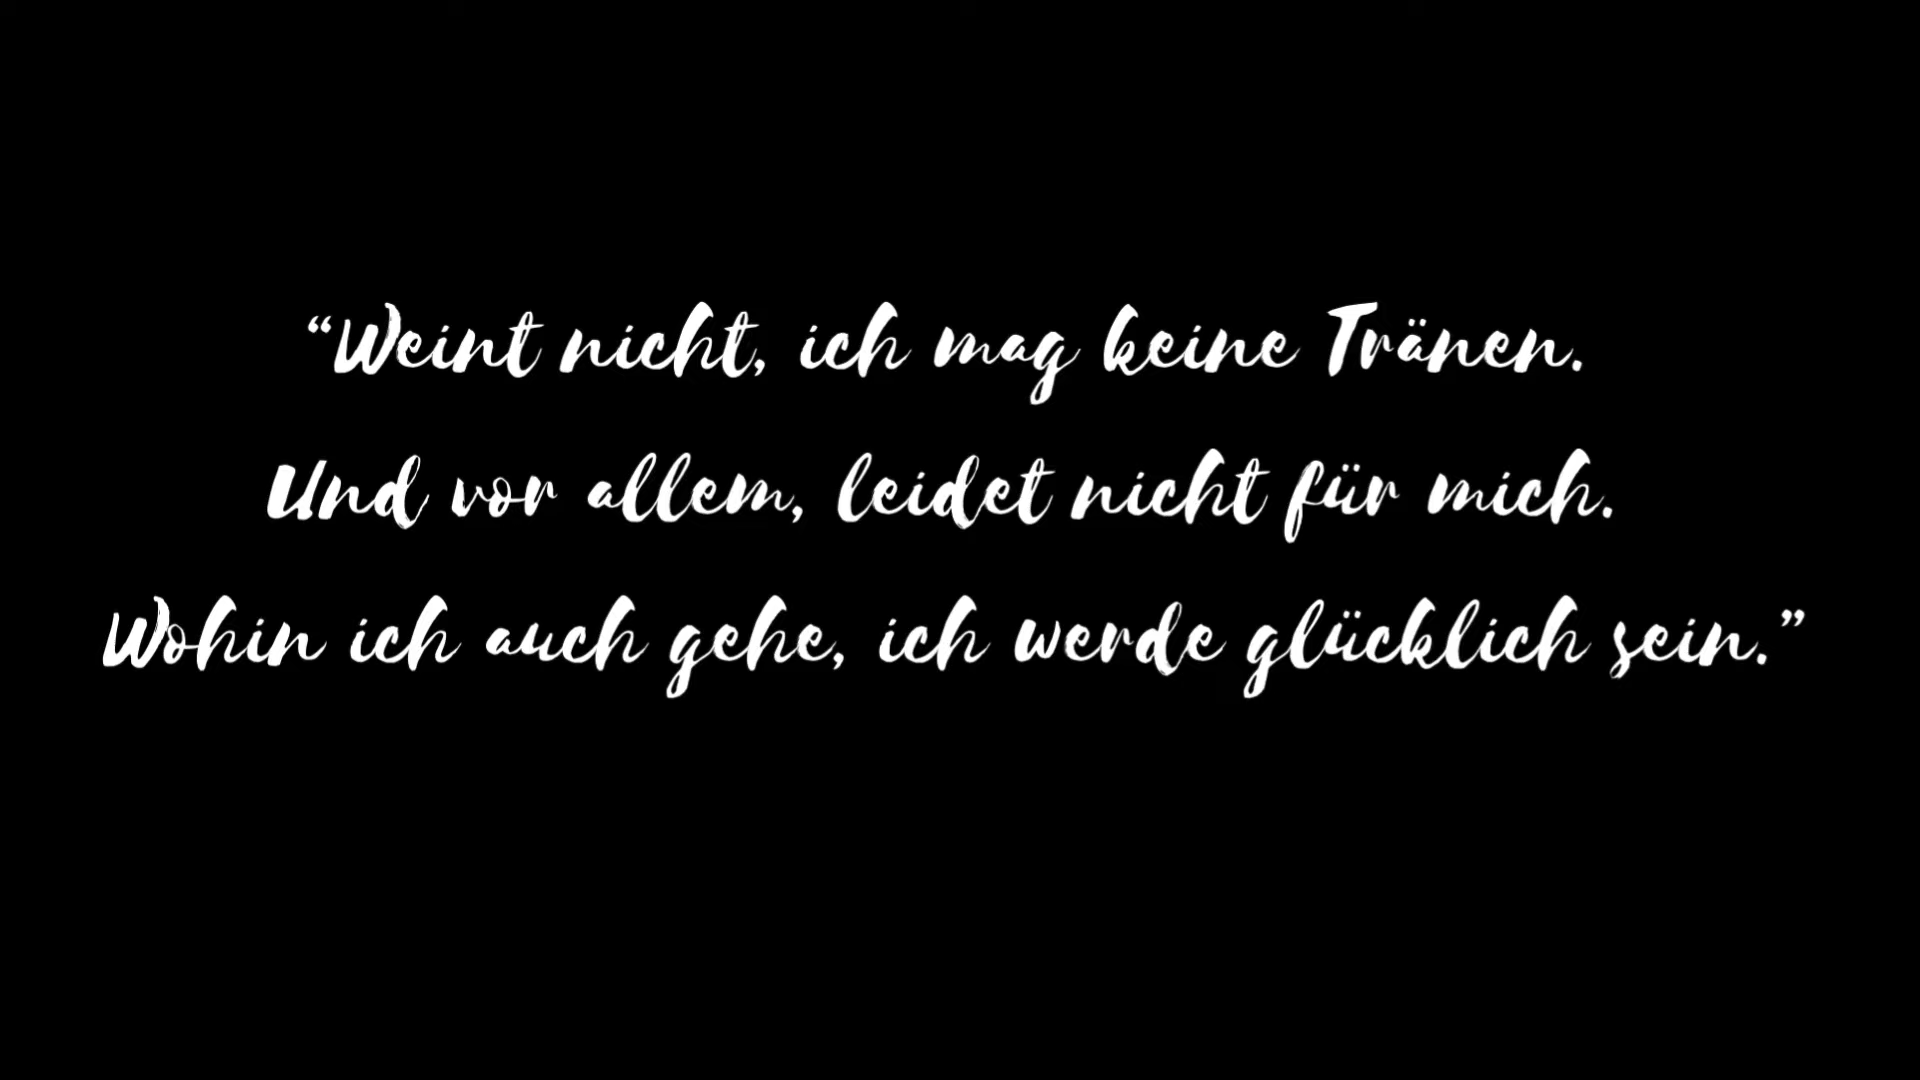 “Weint nicht, ich mag keine Tränen.
Und vor allem, leidet nicht für mich.
Wohin ich auch gehe, ich werde glücklich sein.”